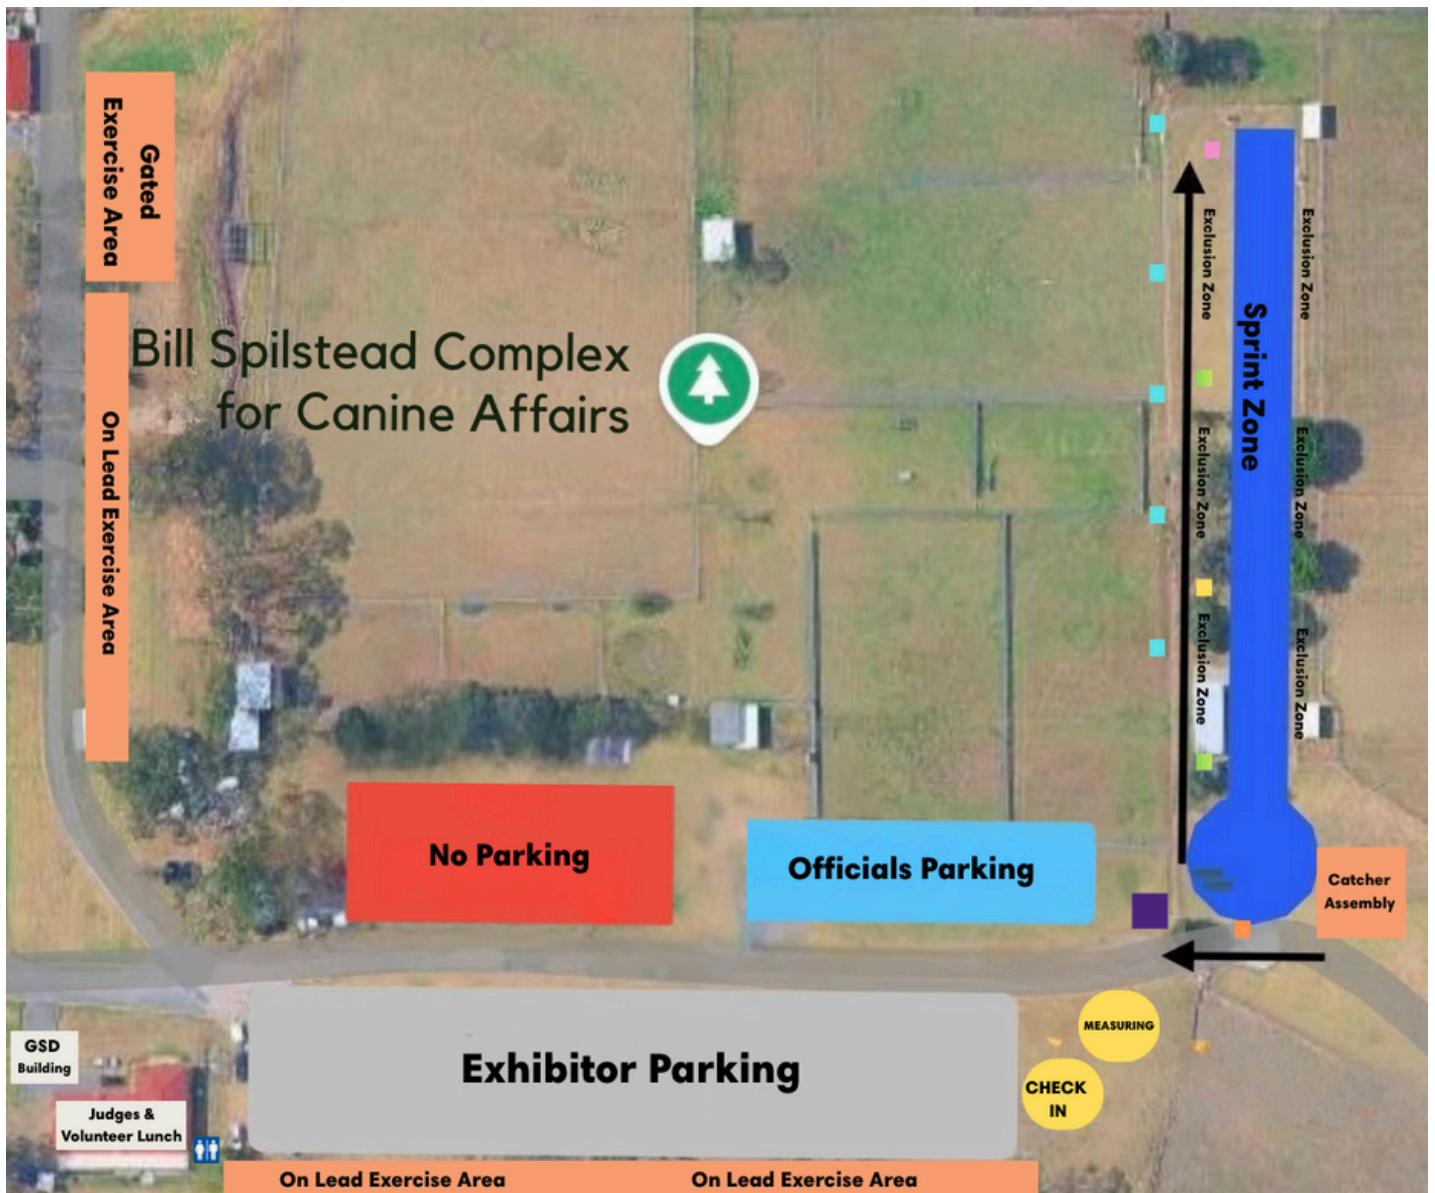 Gated
Exercise Area
On Lead Exercise Area
Bill Spilstead Complex
for Canine Affairs
Exclusion Zone
Exclusion Zone
Sprint Zone
Exclusion Zone
Exclusion Zone
Exclusion Zone
Exclusion Zone
No Parking
Officials Parking
Catcher
Assembly
Exhibitor Parking
MEASURING
CHECK
IN
GSD
Building
Judges &
Volunteer Lunch
On Lead Exercise Area
On Lead Exercise Area